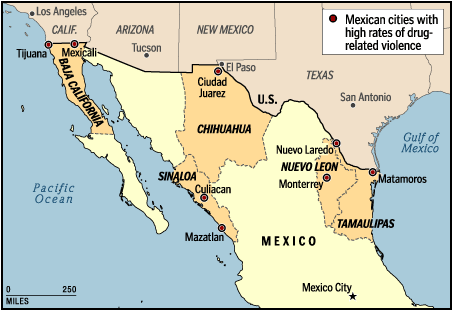 Los Angeles
CALIF.
ARIZONA
NEW MEXICO
Mexican cities with
high rates of drug-
related violence
Tijuana
Mexicali
Tucson
El Paso
TEXAS
BAJA CALIFORNIA
Ciudad
Juarez
U.S.
San Antonio
CHIHUAHUA
Gulf of
Mexico
Nuevo Laredo
NUEVO LEON
SINALOA
Pacific
Ocean
Culiacan
Monterrey
Matamoros
TAMAULIPAS
Mazatlan
MEXICO
Mexico City
0
250
MILES